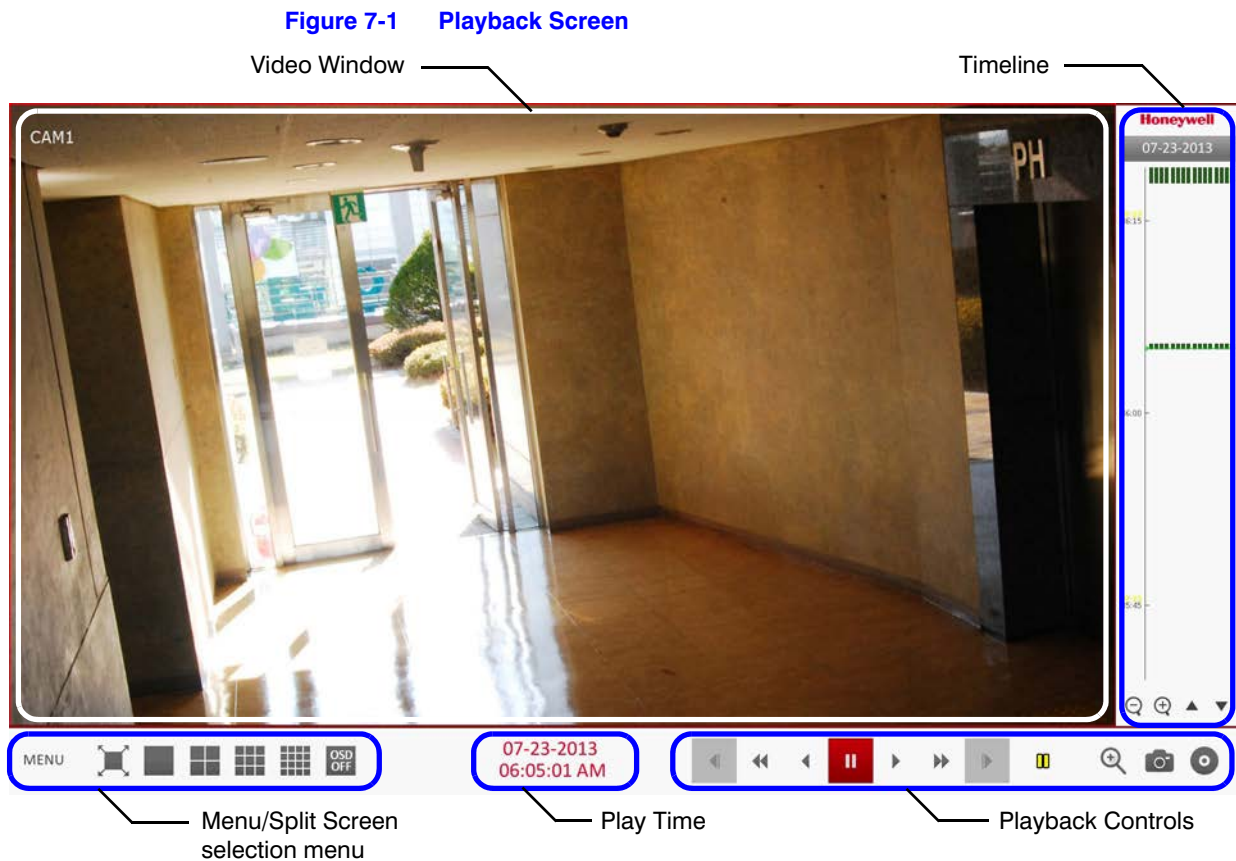 Figure 7-1 Playback Screen
Video Window
Timeline
CAM1
PH
Honeywell
07-23-2013
6:15
6:00
5:45
MENU
OSD
OFF
07-23-2013
06:05:01 AM
Menu/Split Screen
selection menu
Play Time
Playback Controls